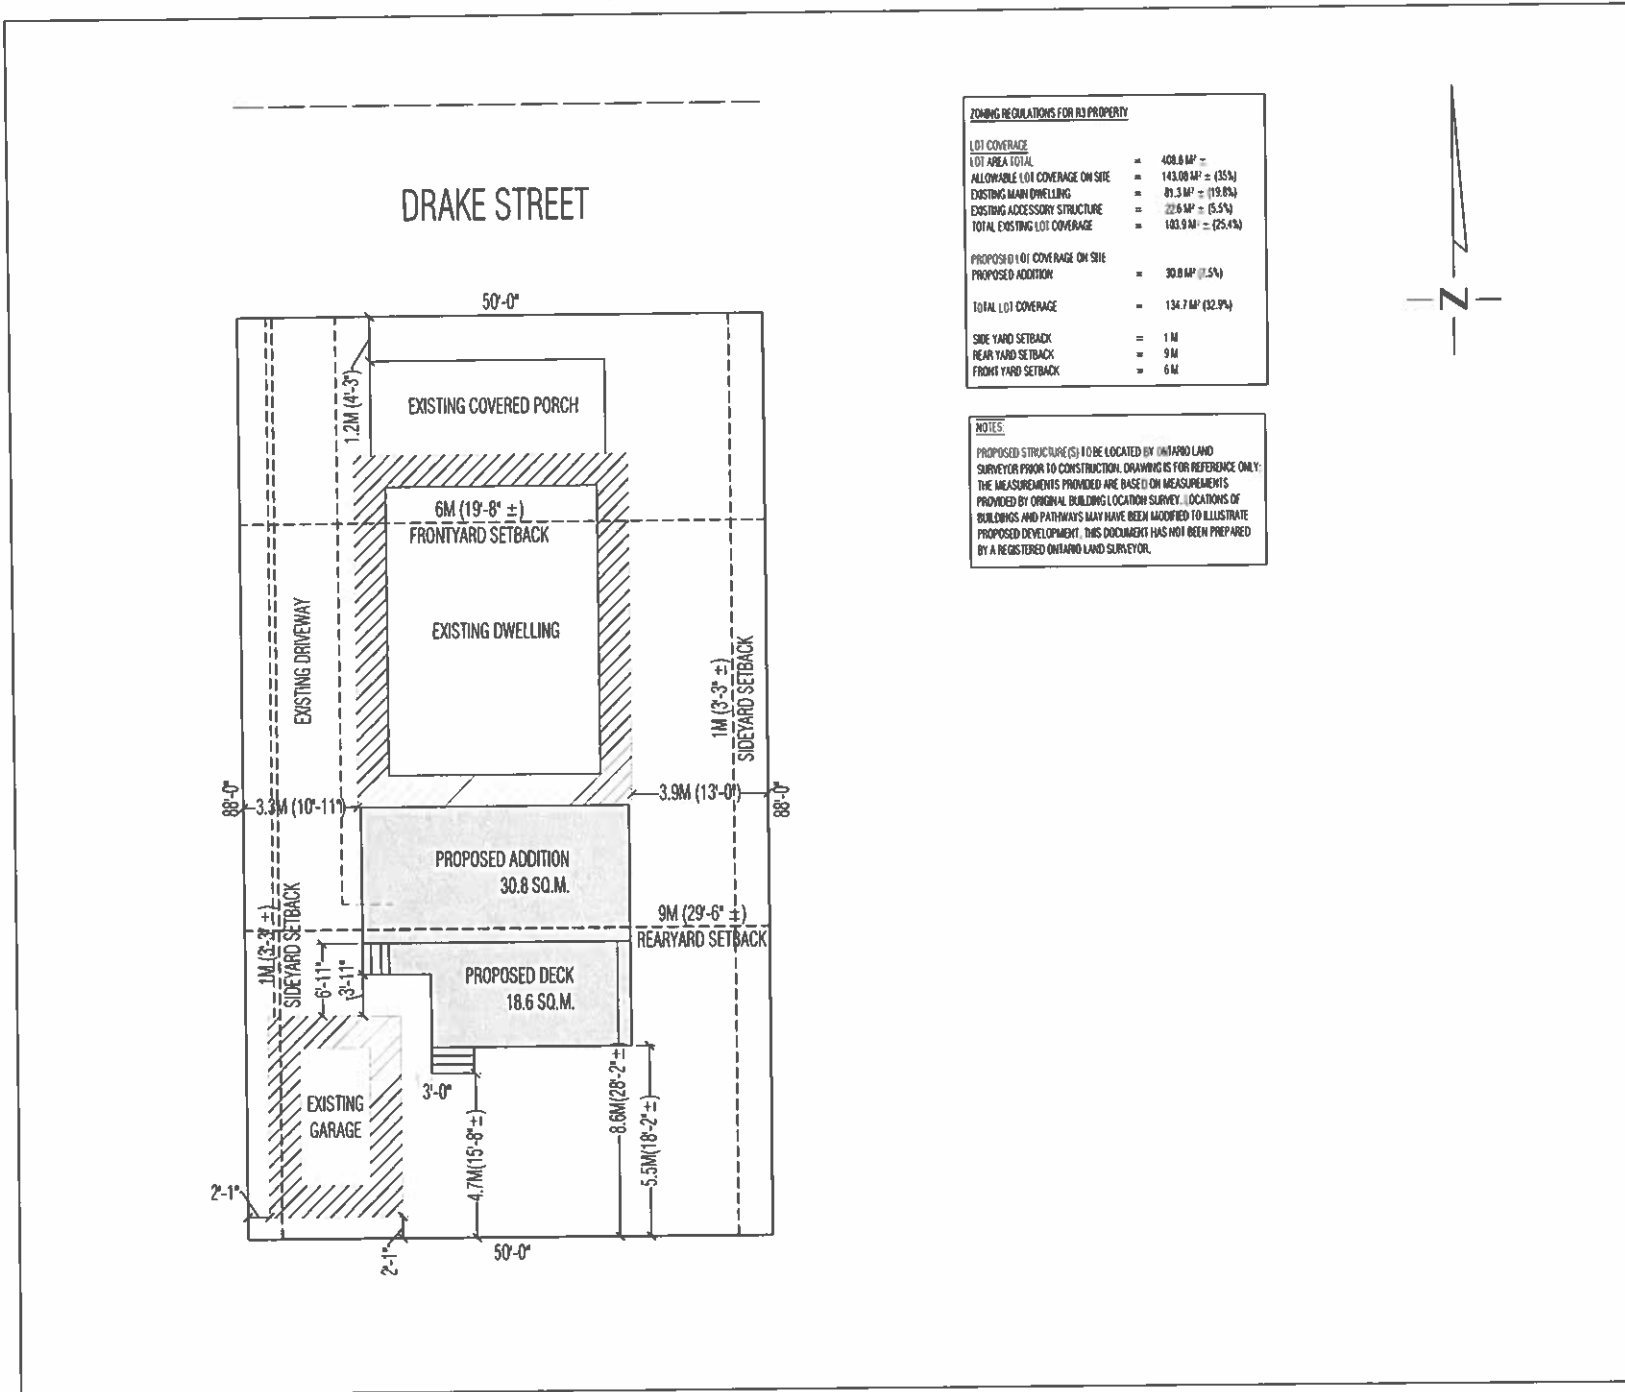 DRAKE STREET
50'-0"
1.2M (4'-3")
EXISTING COVERED PORCH
6M (19'-8" ±)
FRONTYARD SETBACK
EXISTING DRIVEWAY
EXISTING DWELLING
1M (3'-3" ±)
SIDEYARD SETBACK
88'-0"
3.3M (10'-11")
3.9M (13'-0")
88'-0"
PROPOSED ADDITION
30.8 SQ.M.
9M (29'-6" ±)
REARYARD SETBACK
1M (3'-3" ±)
SIDEYARD SETBACK
6'-11"
3'-11"
PROPOSED DECK
18.6 SQ.M.
EXISTING
GARAGE
3'-0"
4.7M(15'-8" ±)
8.6M(28'-2" ±
5.5M(18'-2" ±)
2'-1"
2'-1"
50'-0"
ZONING REGULATIONS FOR R3 PROPERTY
LOT COVERAGE
LOT AREA TOTAL = 408.8 M² ±
ALLOWABLE LOT COVERAGE ON SITE = 143.08 M² ± (35%)
EXISTING MAIN DWELLING = 81.3 M² ± (19.8%)
EXISTING ACCESSORY STRUCTURE = 22.6 M² ± (5.5%)
TOTAL EXISTING LOT COVERAGE = 103.9 M² ± (25.4%)
PROPOSED LOT COVERAGE ON SITE
PROPOSED ADDITION = 30.8 M² (7.5%)
TOTAL LOT COVERAGE = 134.7 M² (32.9%)
SIDE YARD SETBACK = 1 M
REAR YARD SETBACK = 9 M
FRONT YARD SETBACK = 6 M
NOTES:
PROPOSED STRUCTURE(S) TO BE LOCATED BY ONTARIO LAND
SURVEYOR PRIOR TO CONSTRUCTION. DRAWING IS FOR REFERENCE ONLY:
THE MEASUREMENTS PROVIDED ARE BASED ON MEASUREMENTS
PROVIDED BY ORIGINAL BUILDING LOCATION SURVEY. LOCATIONS OF
BUILDINGS AND PATHWAYS MAY HAVE BEEN MODIFIED TO ILLUSTRATE
PROPOSED DEVELOPMENT. THIS DOCUMENT HAS NOT BEEN PREPARED
BY A REGISTERED ONTARIO LAND SURVEYOR.
N